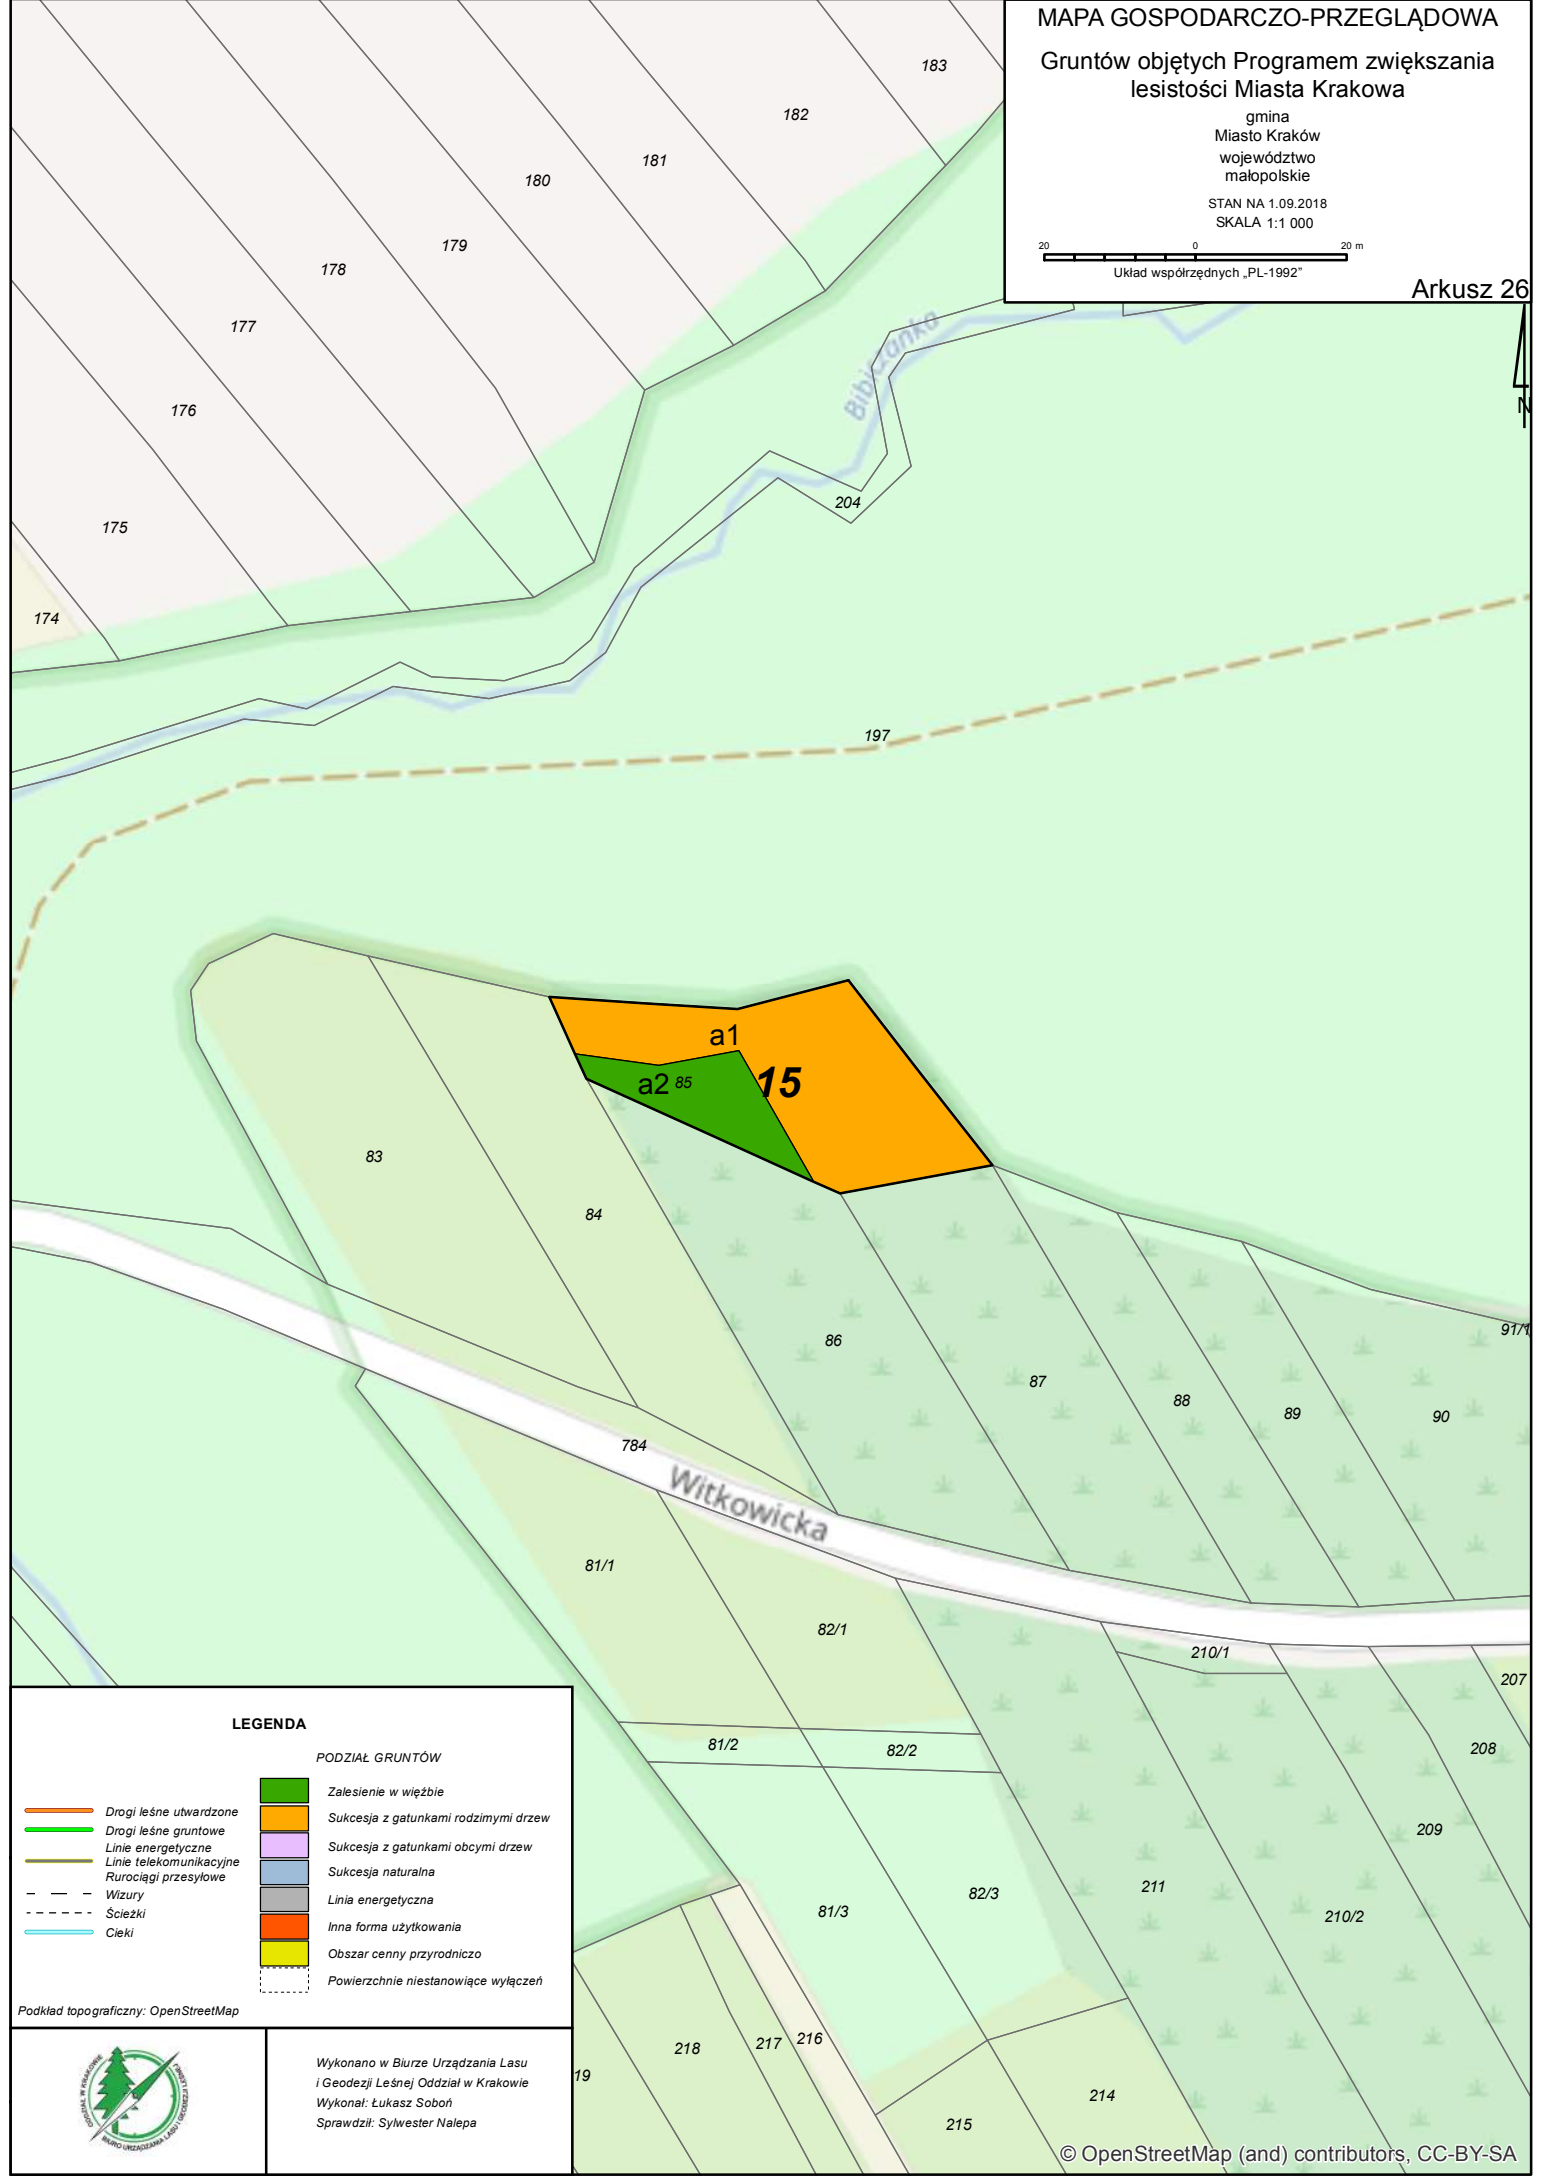 MAPA GOSPODARCZO-PRZEGLĄDOWA
Gruntów objętych Programem zwiększania
lesistości Miasta Krakowa
gmina
Miasto Kraków
województwo
małopolskie
STAN NA 1.09.2018
SKALA 1:1 000
20 0 20 m
Układ współrzędnych „PL-1992"
Arkusz 26
N
183
182
181
180
179
178
177
176
175
174
Bibiczanka
204
197
a1
a2 85
15
83
84
86
87
88
89
90
91/1
784
Witkowicka
81/1
82/1
210/1
207
81/2
82/2
208
209
81/3
82/3
211
210/2
218
217
216
19
215
214
LEGENDA
PODZIAŁ GRUNTÓW
Drogi leśne utwardzone
Drogi leśne gruntowe
Linie energetyczne
Linie telekomunikacyjne
Rurociągi przesyłowe
Wizury
Ścieżki
Cieki
Zalesienie w więźbie
Sukcesja z gatunkami rodzimymi drzew
Sukcesja z gatunkami obcymi drzew
Sukcesja naturalna
Linia energetyczna
Inna forma użytkowania
Obszar cenny przyrodniczo
Powierzchnie niestanowiące wyłączeń
Podkład topograficzny: OpenStreetMap
ODDZIAŁ W KRAKOWIE
BIURO URZĄDZANIA LASU I GEODEZJI LEŚNEJ
Wykonano w Biurze Urządzania Lasu
i Geodezji Leśnej Oddział w Krakowie
Wykonał: Łukasz Soboń
Sprawdził: Sylwester Nalepa
© OpenStreetMap (and) contributors, CC-BY-SA